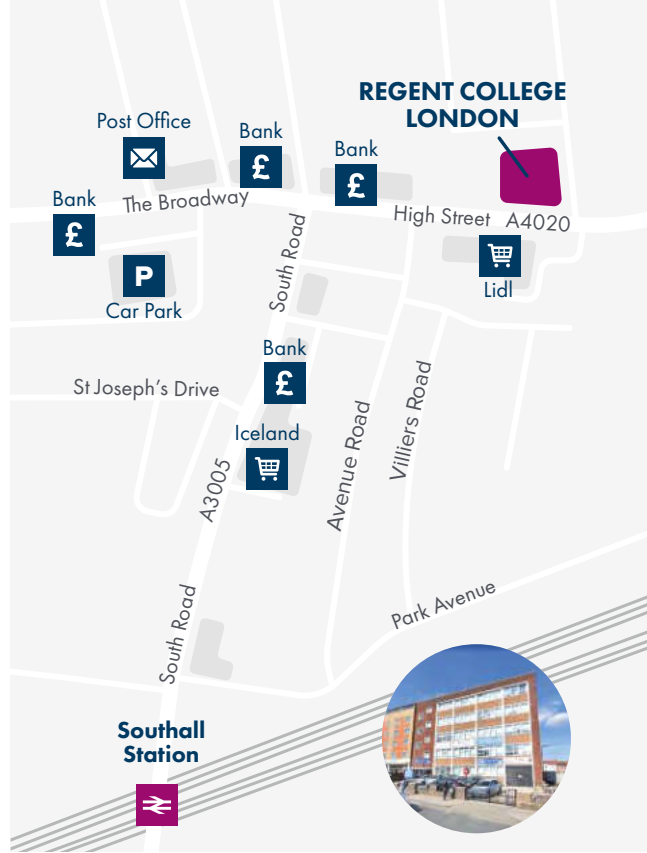 REGENT COLLEGE
LONDON
Post Office
Bank
£
Bank
£
Bank
£
The Broadway
High Street A4020
P
Car Park
Lidl
South Road
Bank
£
St Joseph's Drive
Iceland
A3005
Avenue Road
Villiers Road
Park Avenue
South Road
Southall
Station